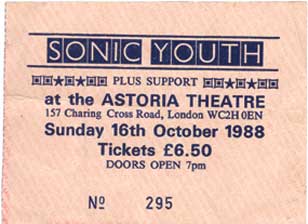 SONIC YOUTH
PLUS SUPPORT
at the ASTORIA THEATRE
157 Charing Cross Road, London WC2H 0EN
Sunday 16th October 1988
Tickets £6.50
DOORS OPEN 7pm
Nº 295